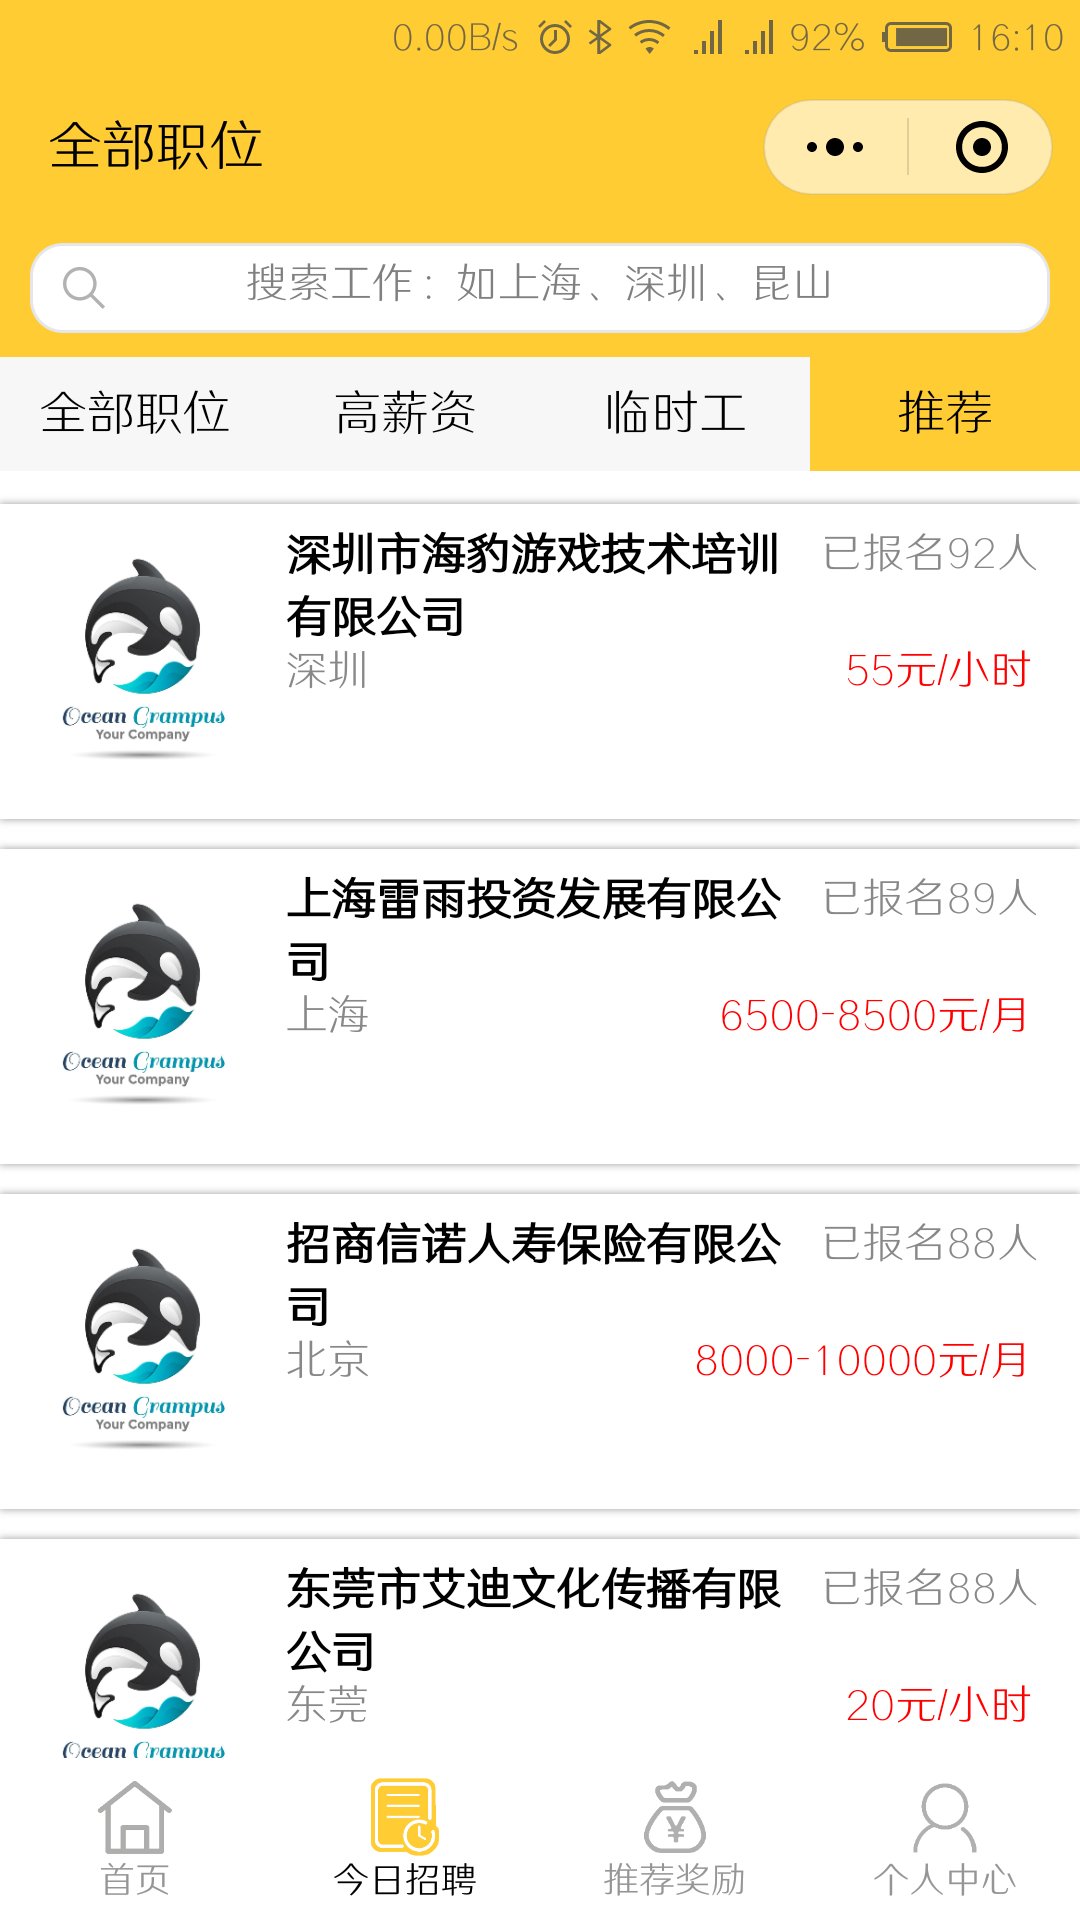 0.00B/s 92% 16:10
全部职位
搜索工作：如上海、深圳、昆山
全部职位 高薪资 临时工 推荐
深圳市海豹游戏技术培训 已报名92人
有限公司
深圳 55元/小时
Ocean Grampus
Your Company
上海雷雨投资发展有限公 已报名89人
司
上海 6500-8500元/月
Ocean Grampus
Your Company
招商信诺人寿保险有限公 已报名88人
司
北京 8000-10000元/月
Ocean Grampus
Your Company
东莞市艾迪文化传播有限 已报名88人
公司
东莞 20元/小时
Ocean Grampus
首页 今日招聘 推荐奖励 个人中心